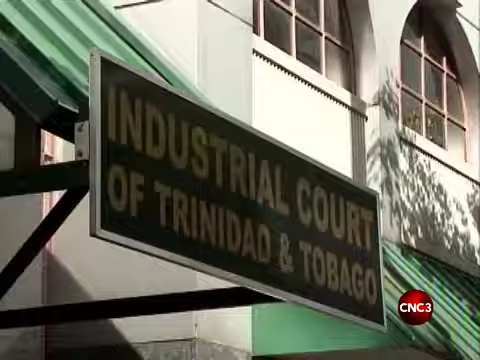 INDUSTRIAL COURT
OF TRINIDAD & TOBAGO
CNC3